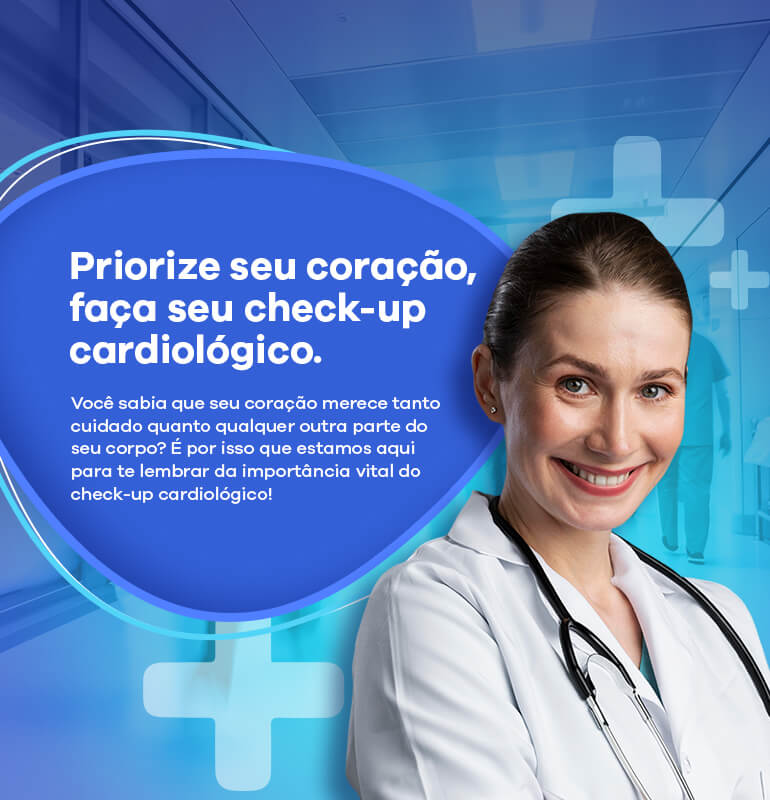 Priorize seu coração,
faça seu check-up
cardiológico.
Você sabia que seu coração merece tanto
cuidado quanto qualquer outra parte do
seu corpo? É por isso que estamos aqui
para te lembrar da importância vital do
check-up cardiológico!